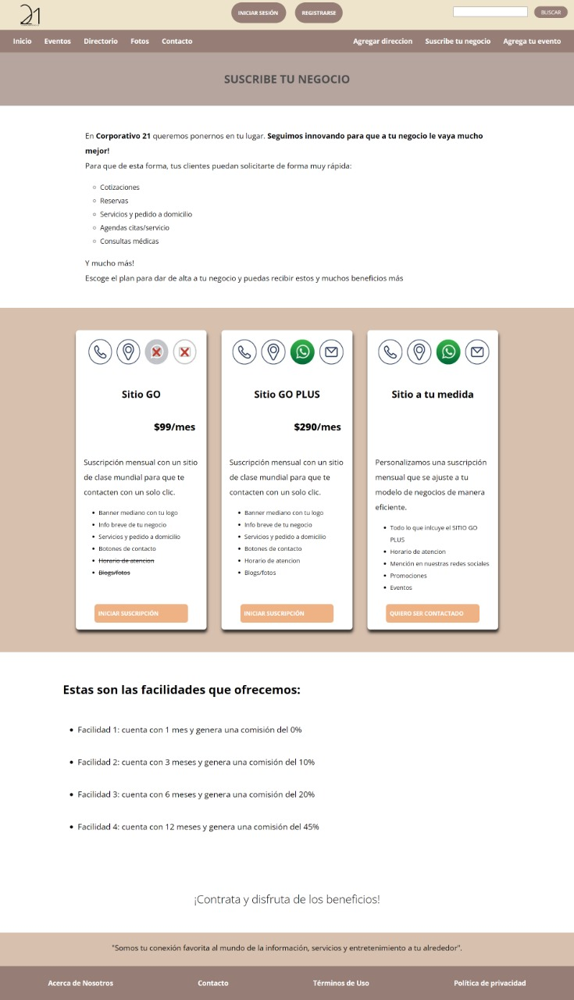 21
INICIAR SESIÓN
REGISTRARSE
BUSCAR
Inicio
Eventos
Directorio
Fotos
Contacto
Agregar direccion
Suscribe tu negocio
Agrega tu evento
SUSCRIBE TU NEGOCIO
En Corporativo 21 queremos ponernos en tu lugar. Seguimos innovando para que a tu negocio le vaya mucho
mejor!
Para que de esta forma, tus clientes puedan solicitarte de forma muy rápida:
Cotizaciones
Reservas
Servicios y pedido a domicilio
Agendas citas/servicio
Consultas médicas
Y mucho más!
Escoge el plan para dar de alta a tu negocio y puedas recibir estos y muchos beneficios más
Sitio GO
$99/mes
Suscripción mensual con un sitio
de clase mundial para que te
contacten con un solo clic.
Banner mediano con tu logo
Info breve de tu negocio
Servicios y pedido a domicilio
Botones de contacto
Horario de atencion
Blogs/fotos
INICIAR SUSCRIPCIÓN
Sitio GO PLUS
$290/mes
Suscripción mensual con un sitio
de clase mundial para que te
contacten con un solo clic.
Banner mediano con tu logo
Info breve de tu negocio
Servicios y pedido a domicilio
Botones de contacto
Horario de atencion
Blogs/fotos
INICIAR SUSCRIPCIÓN
Sitio a tu medida
Personalizamos una suscripción
mensual que se ajuste a tu
modelo de negocios de manera
eficiente.
Todo lo que inlcuye el SITIO GO
PLUS
Horario de atencion
Mención en nuestras redes sociales
Promociones
Eventos
QUIERO SER CONTACTADO
Estas son las facilidades que ofrecemos:
Facilidad 1: cuenta con 1 mes y genera una comisión del 0%
Facilidad 2: cuenta con 3 meses y genera una comisión del 10%
Facilidad 3: cuenta con 6 meses y genera una comisión del 20%
Facilidad 4: cuenta con 12 meses y genera una comisión del 45%
¡Contrata y disfruta de los beneficios!
"Somos tu conexión favorita al mundo de la información, servicios y entretenimiento a tu alrededor".
Acerca de Nosotros
Contacto
Términos de Uso
Política de privacidad